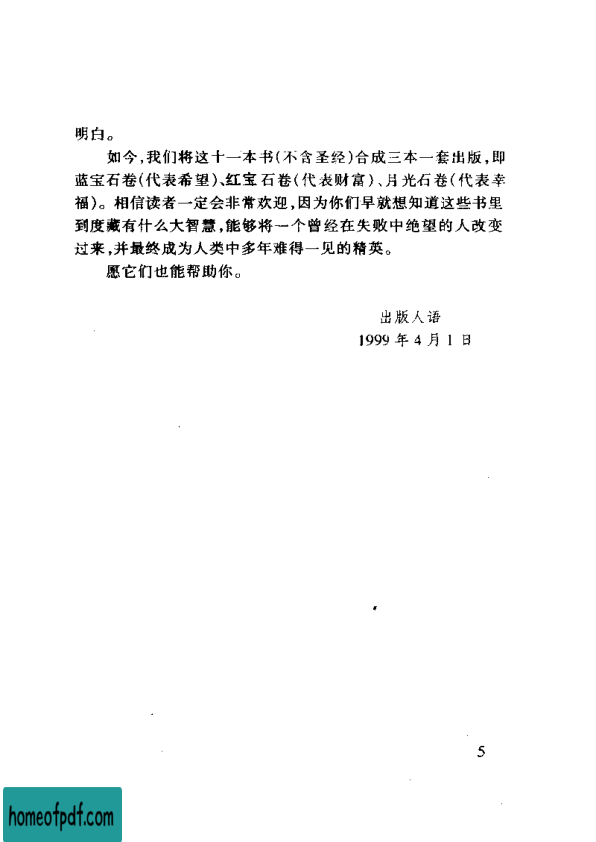 明白。
如今,我们将这十一本书(不含圣经)合成三本一套出版,即
蓝宝石卷(代表希望)、红宝石卷(代表财富)、月光石卷(代表幸
福)。相信读者一定会非常欢迎,因为你们早就想知道这些书里
到度藏有什么大智慧,能够将一个曾经在失败中绝望的人改变
过来,并最终成为人类中多年难得一见的精英。
愿它们也能帮助你。
出版人语
1999年4月1日
5
homeofpdf.com